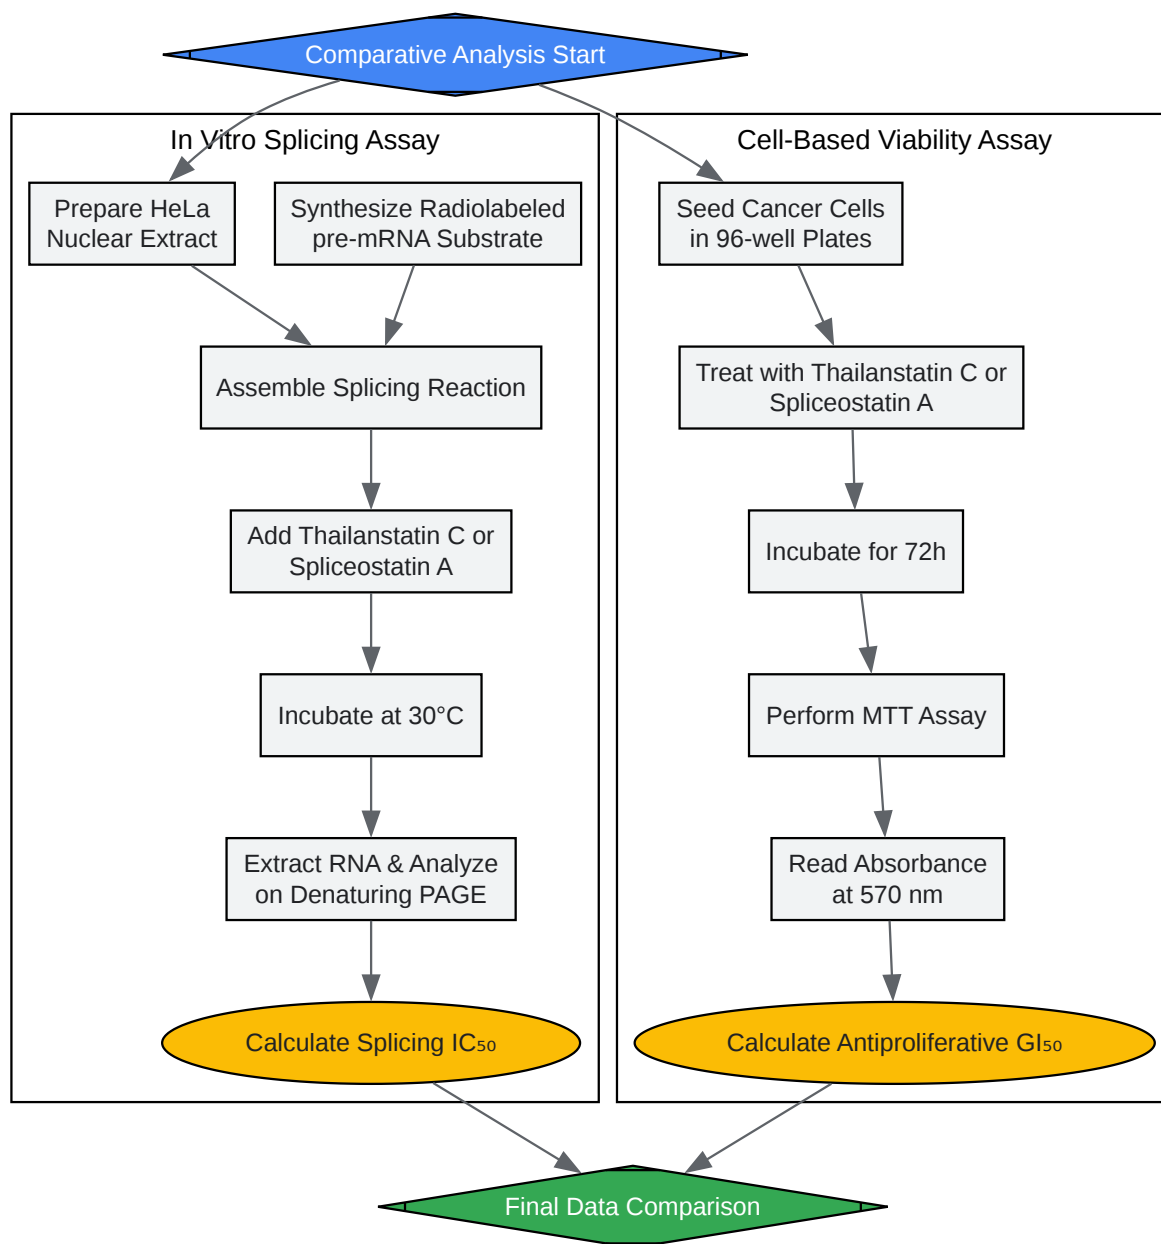 Comparative Analysis Start
In Vitro Splicing Assay
Prepare HeLa
Nuclear Extract
Synthesize Radiolabeled
pre-mRNA Substrate
Assemble Splicing Reaction
Add Thailanstatin C or
Spliceostatin A
Incubate at 30°C
Extract RNA & Analyze
on Denaturing PAGE
Calculate Splicing IC₅₀
Cell-Based Viability Assay
Seed Cancer Cells
in 96-well Plates
Treat with Thailanstatin C or
Spliceostatin A
Incubate for 72h
Perform MTT Assay
Read Absorbance
at 570 nm
Calculate Antiproliferative GI₅₀
Final Data Comparison